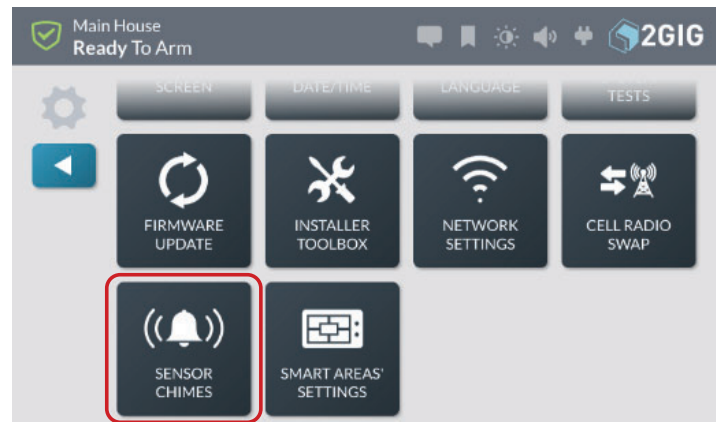 Main House
Ready To Arm
2GIG
SCREEN
DATE/TIME
LANGUAGE
TESTS
FIRMWARE
UPDATE
INSTALLER
TOOLBOX
NETWORK
SETTINGS
CELL RADIO
SWAP
SENSOR
CHIMES
SMART AREAS'
SETTINGS